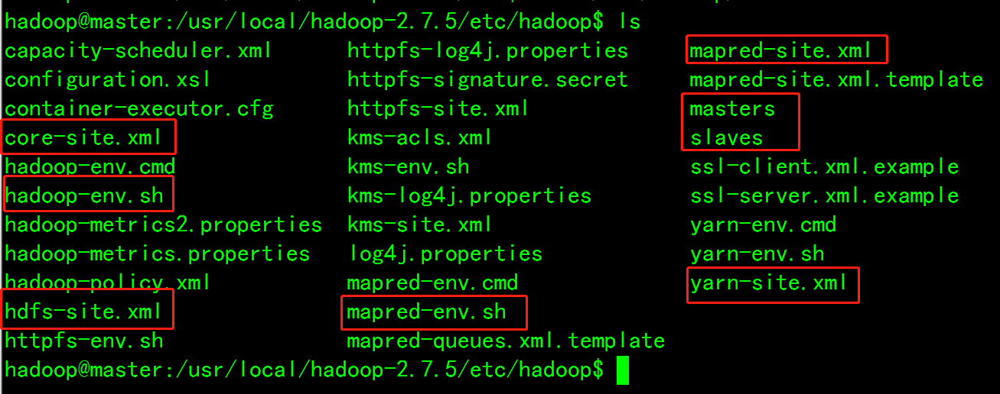 hadoop@master:/usr/local/hadoop-2.7.5/etc/hadoop$ ls
capacity-scheduler.xml httpfs-log4j.properties mapred-site.xml
configuration.xsl httpfs-signature.secret mapred-site.xml.template
container-executor.cfg httpfs-site.xml masters
core-site.xml kms-acls.xml slaves
hadoop-env.cmd kms-env.sh ssl-client.xml.example
hadoop-env.sh kms-log4j.properties ssl-server.xml.example
hadoop-metrics2.properties kms-site.xml yarn-env.cmd
hadoop-metrics.properties log4j.properties yarn-env.sh
hadoop-policy.xml mapred-env.cmd yarn-site.xml
hdfs-site.xml mapred-env.sh
httpfs-env.sh mapred-queues.xml.template
hadoop@master:/usr/local/hadoop-2.7.5/etc/hadoop$